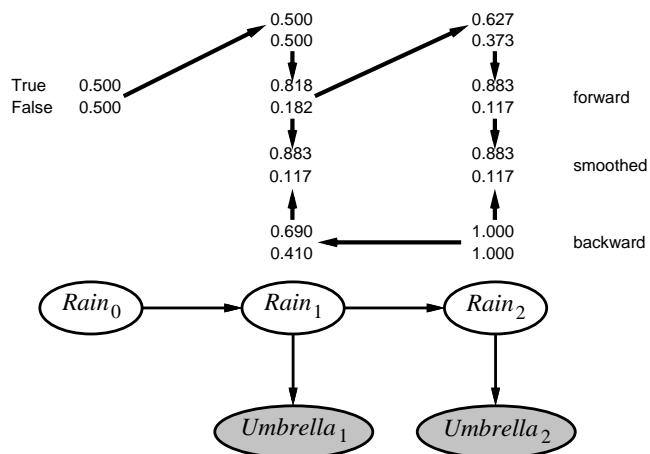 0.500 0.627
0.500 0.373
True 0.500 0.818 0.883 forward
False 0.500 0.182 0.117
0.883 0.883 smoothed
0.117 0.117
0.690 1.000 backward
0.410 1.000
Rain0 Rain1 Rain2
Umbrella1 Umbrella2